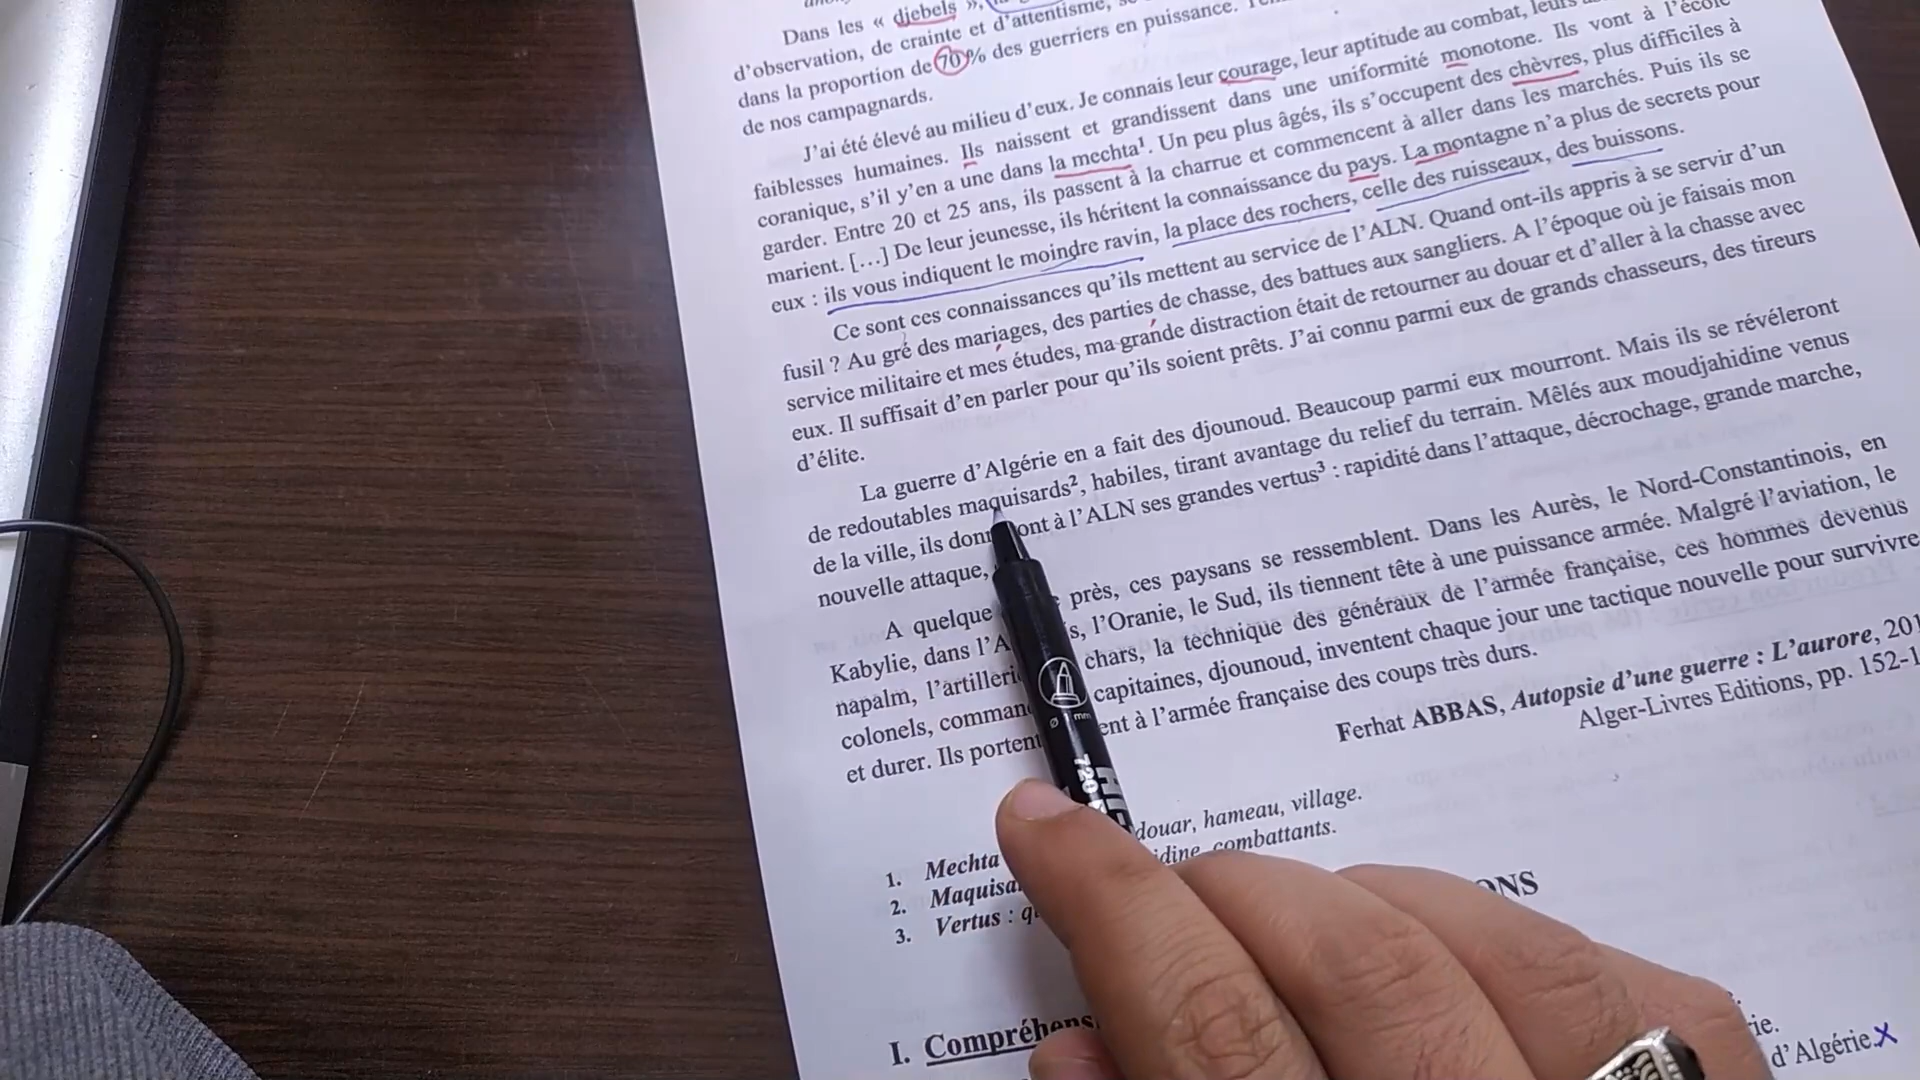 Dans les « djebels »,
d'observation, de crainte et d'attentisme,
dans la proportion de 70 % des guerriers en puissance.
de nos campagnards.
J'ai été élevé au milieu d'eux. Je connais leur courage, leur aptitude au combat, leurs
faiblesses humaines. Ils naissent et grandissent dans une uniformité monotone. Ils vont à l'école
coranique, s'il y'en a une dans la mechta¹. Un peu plus âgés, ils s'occupent des chèvres, plus difficiles à
garder. Entre 20 et 25 ans, ils passent à la charrue et commencent à aller dans les marchés. Puis ils se
marient. […] De leur jeunesse, ils héritent la connaissance du pays. La montagne n'a plus de secrets pour
eux : ils vous indiquent le moindre ravin, la place des rochers, celle des ruisseaux, des buissons.
Ce sont ces connaissances qu'ils mettent au service de l'ALN. Quand ont-ils appris à se servir d'un
fusil ? Au gré des mariages, des parties de chasse, des battues aux sangliers. A l'époque où je faisais mon
service militaire et mes études, ma grande distraction était de retourner au douar et d'aller à la chasse avec
eux. Il suffisait d'en parler pour qu'ils soient prêts. J'ai connu parmi eux de grands chasseurs, des tireurs
d'élite.
La guerre d'Algérie en a fait des djounoud. Beaucoup parmi eux mourront. Mais ils se révéleront
de redoutables maquisards², habiles, tirant avantage du relief du terrain. Mêlés aux moudjahidine venus
de la ville, ils donn ont à l'ALN ses grandes vertus³ : rapidité dans l'attaque, décrochage, grande marche,
nouvelle attaque,
A quelque près, ces paysans se ressemblent. Dans les Aurès, le Nord-Constantinois, en
Kabylie, dans l'A s, l'Oranie, le Sud, ils tiennent tête à une puissance armée. Malgré l'aviation, le
napalm, l'artilleri chars, la technique des généraux de l'armée française, ces hommes devenus
colonels, comman capitaines, djounoud, inventent chaque jour une tactique nouvelle pour survivre
et durer. Ils portent ent à l'armée française des coups très durs.
Ferhat ABBAS, Autopsie d'une guerre : L'aurore, 201
Alger-Livres Editions, pp. 152-1
1. Mechta douar, hameau, village.
2. Maquisa idine, combattants.
3. Vertus : q
ONS
I. Compréhens
ie.
d'Algérie.X
720
mm